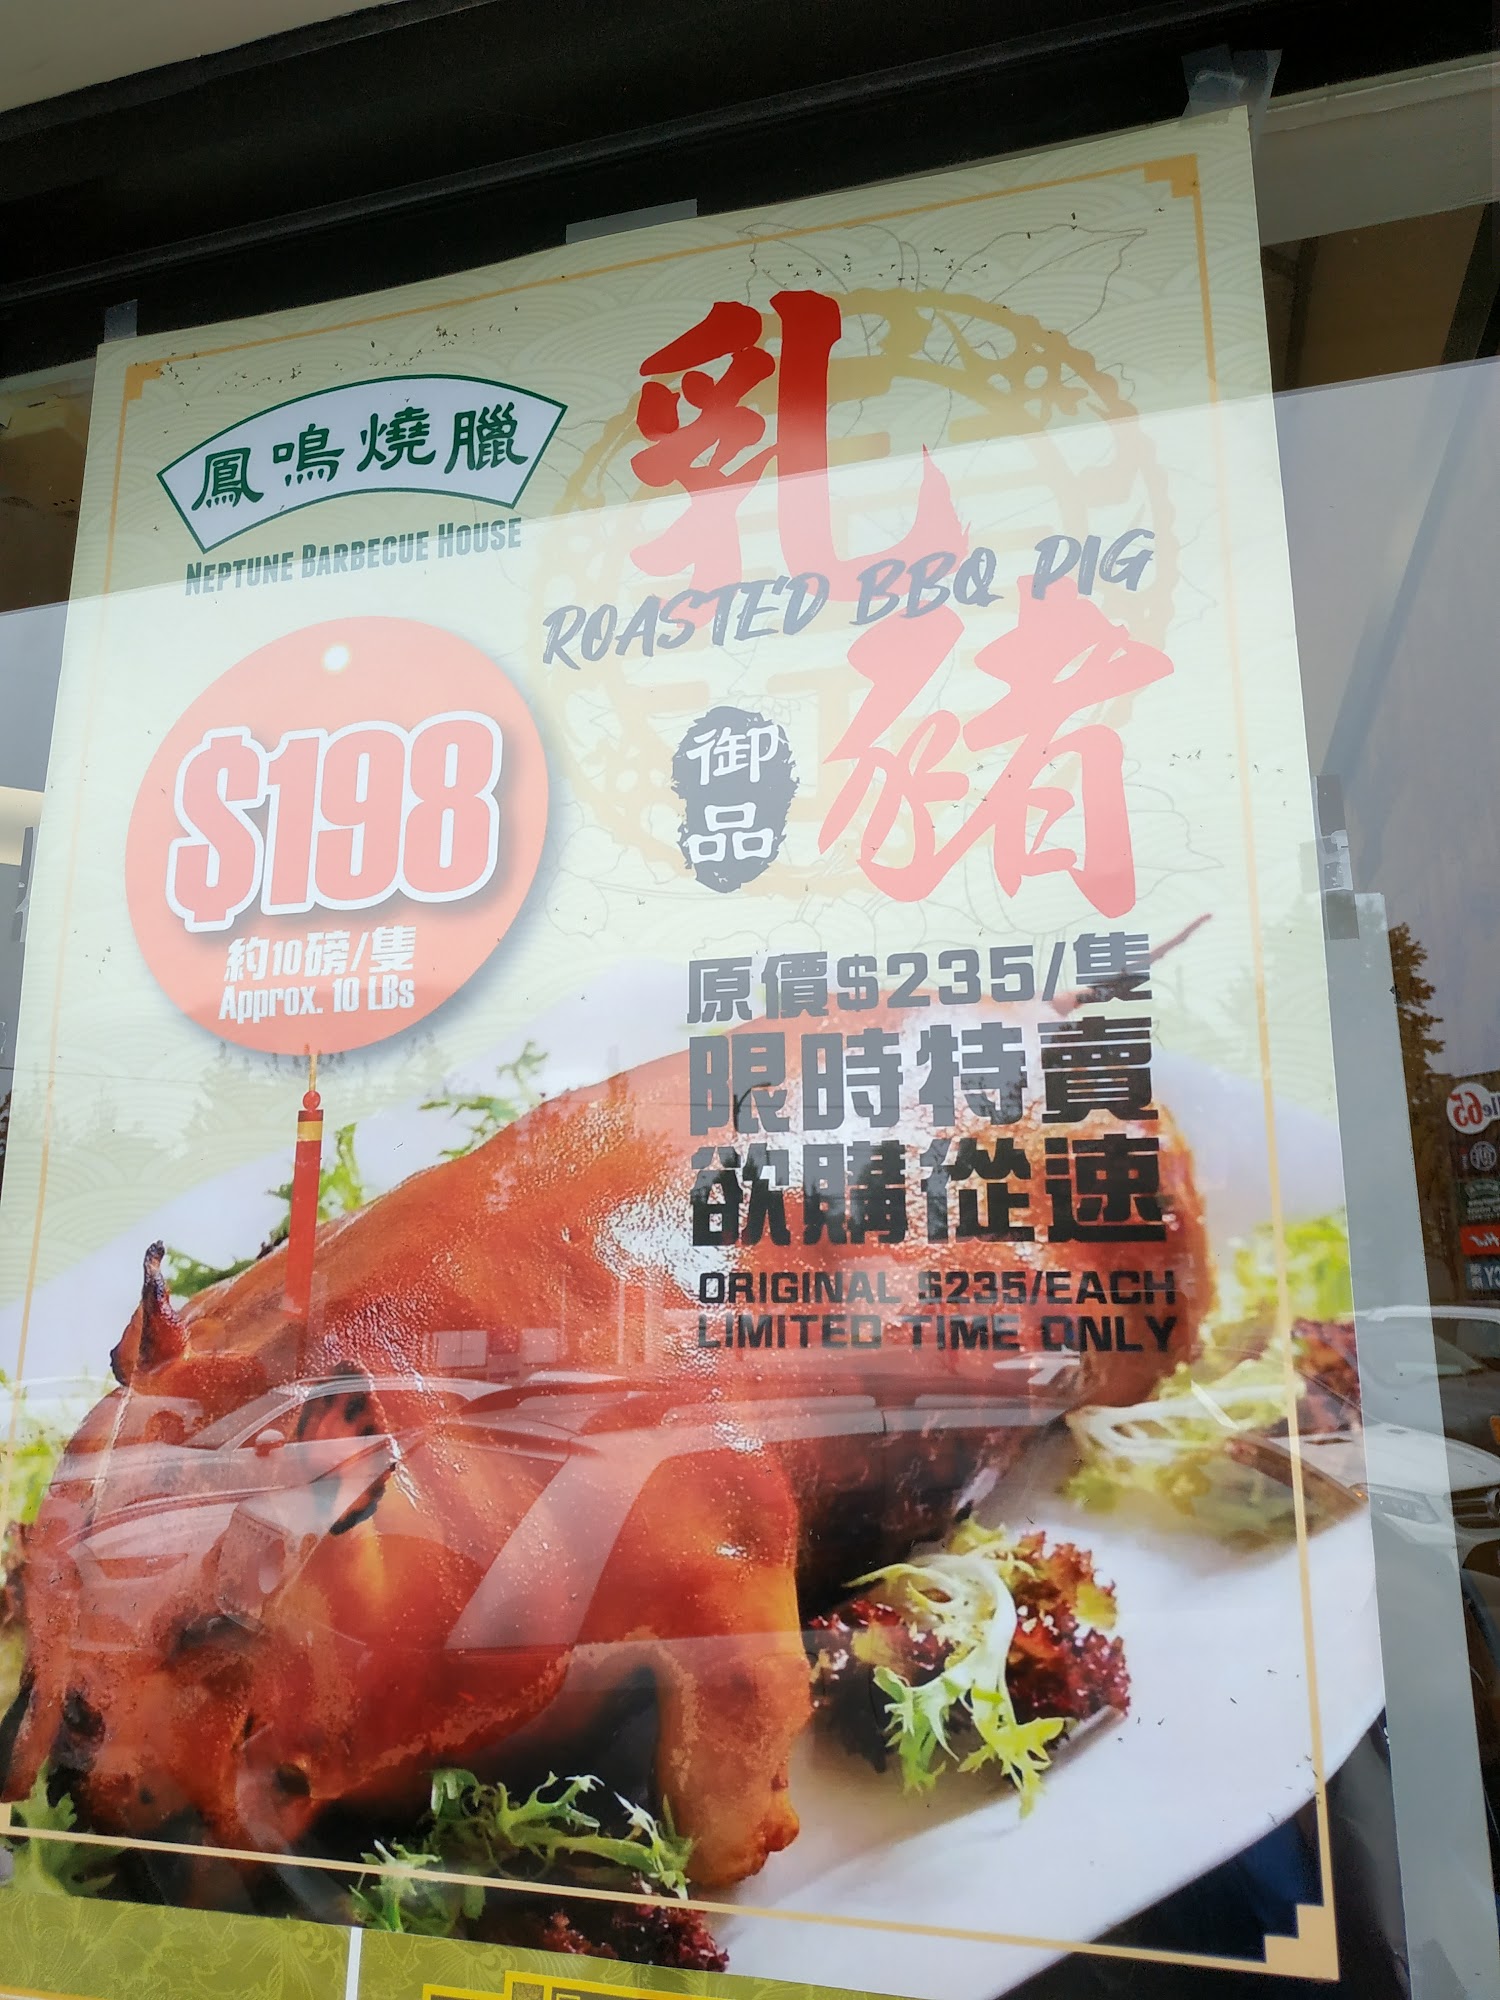 鳳鳴燒臘
NEPTUNE BARBECUE HOUSE
乳豬
ROASTED BBQ PIG
御品
$198
約10磅/隻
Approx. 10 LBs
原價$235/隻
限時特賣
欲購從速
ORIGINAL $235/EACH
LIMITED TIME ONLY